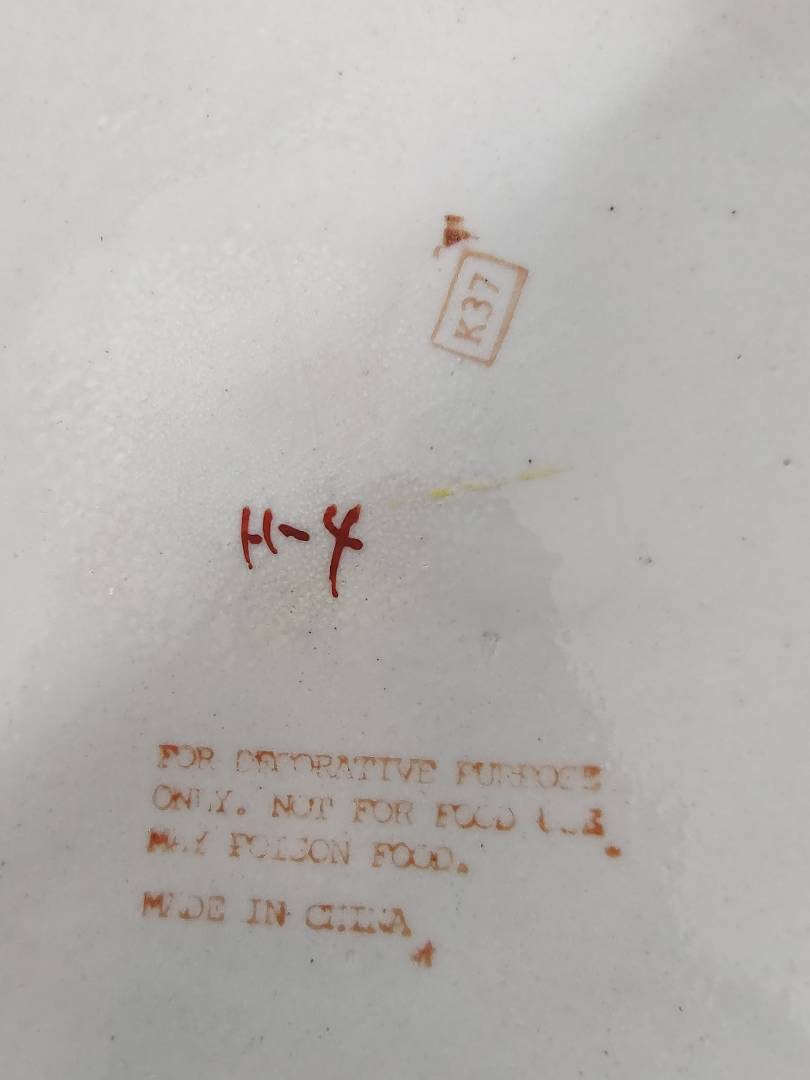 K37
H-4
FOR DECORATIVE PURPOSE
ONLY. NOT FOR FOOD USE
MAY POISON FOOD.
MADE IN CHINA